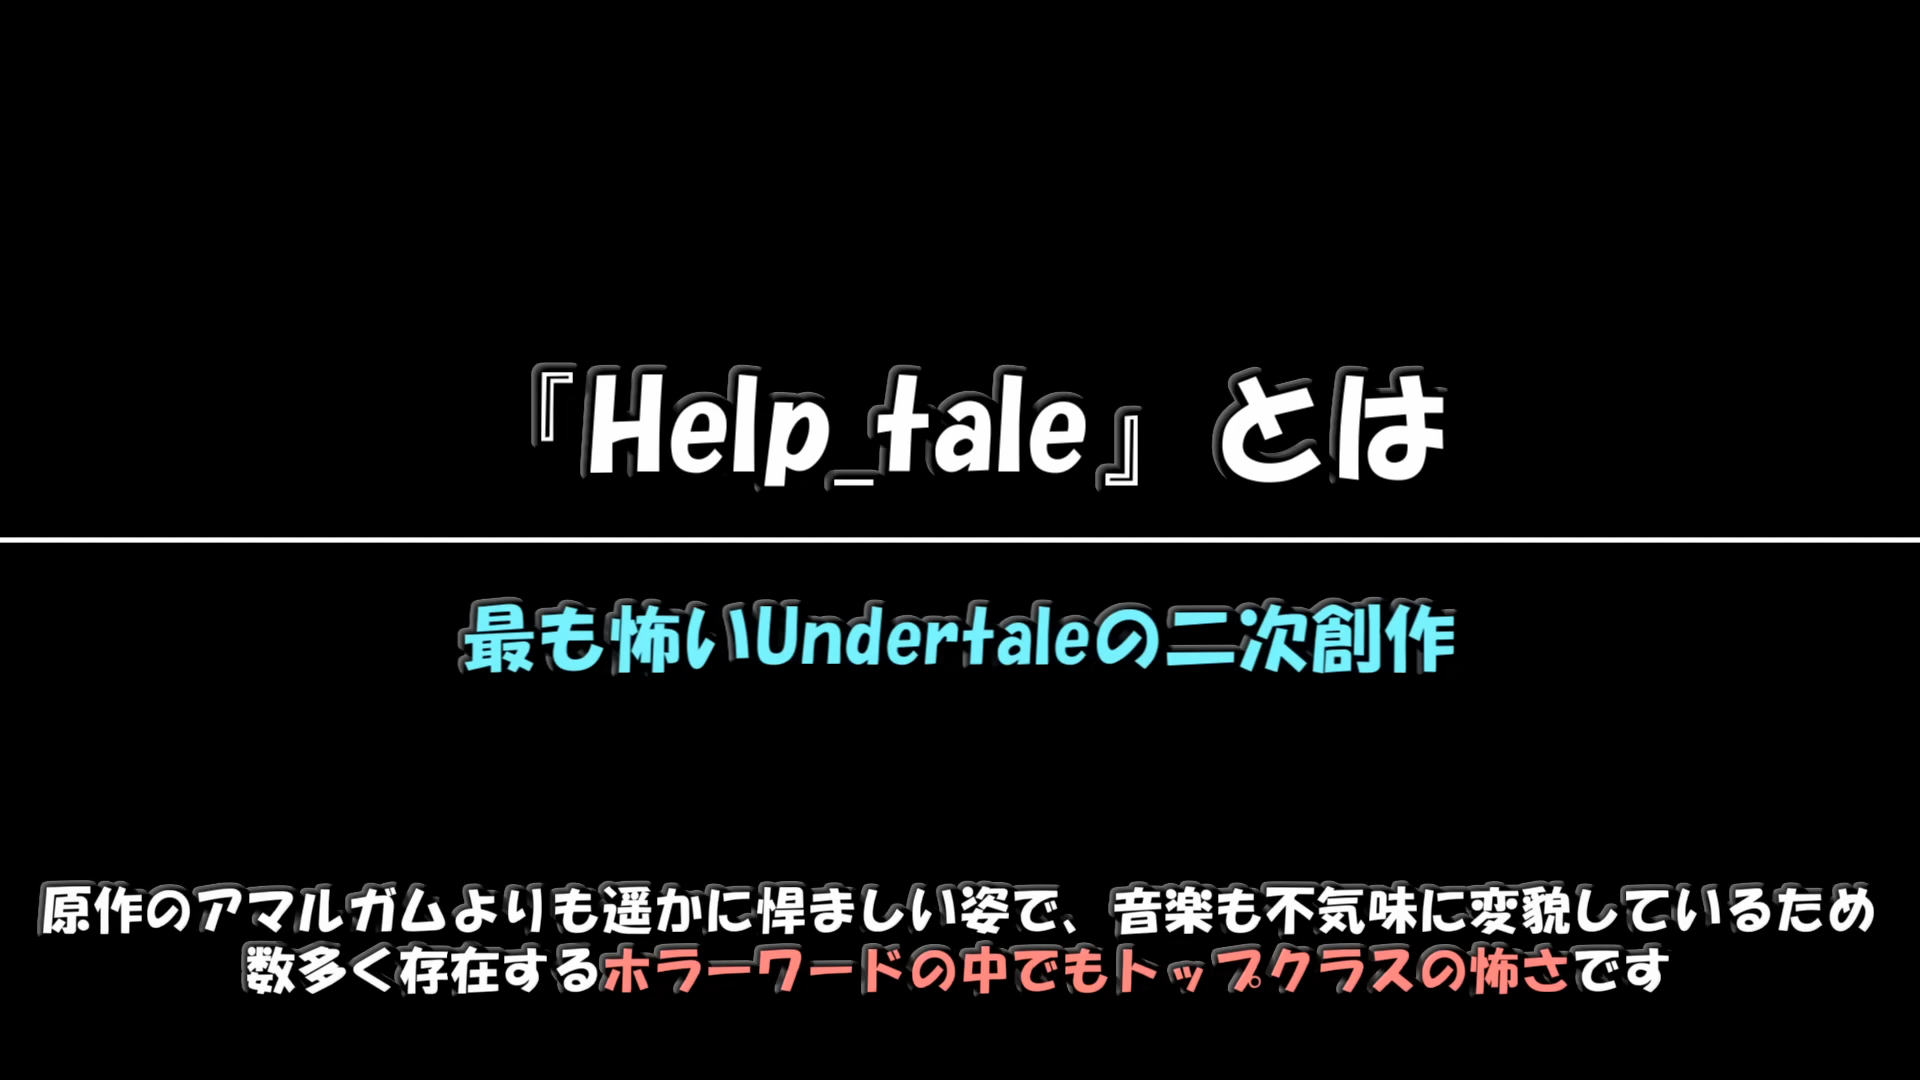 『Help_tale』とは
最も怖いUndertaleの二次創作
原作のアマルガムよりも遥かに悍ましい姿で、音楽も不気味に変貌しているため
数多く存在するホラーワードの中でもトップクラスの怖さです